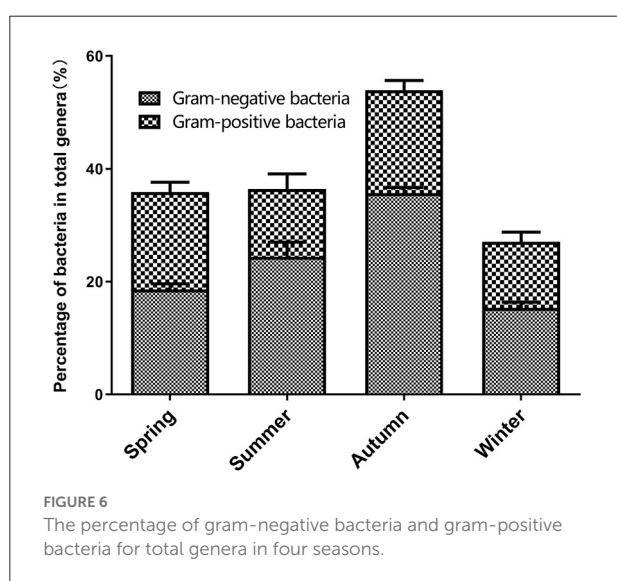 Percentage of bacteria in total genera(%)
60
40
20
0
Gram-negative bacteria
Gram-positive bacteria
Spring
Summer
Autumn
Winter
FIGURE 6
The percentage of gram-negative bacteria and gram-positive
bacteria for total genera in four seasons.